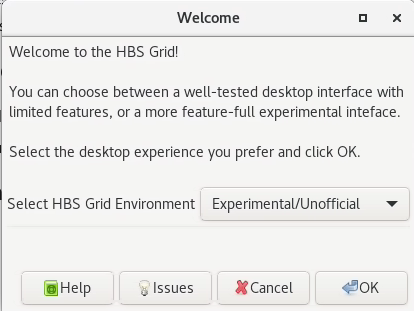 Welcome
Welcome to the HBS Grid!
You can choose between a well-tested desktop interface with
limited features, or a more feature-full experimental inteface.
Select the desktop experience you prefer and click OK.
Select HBS Grid Environment Experimental/Unofficial
Help Issues Cancel OK